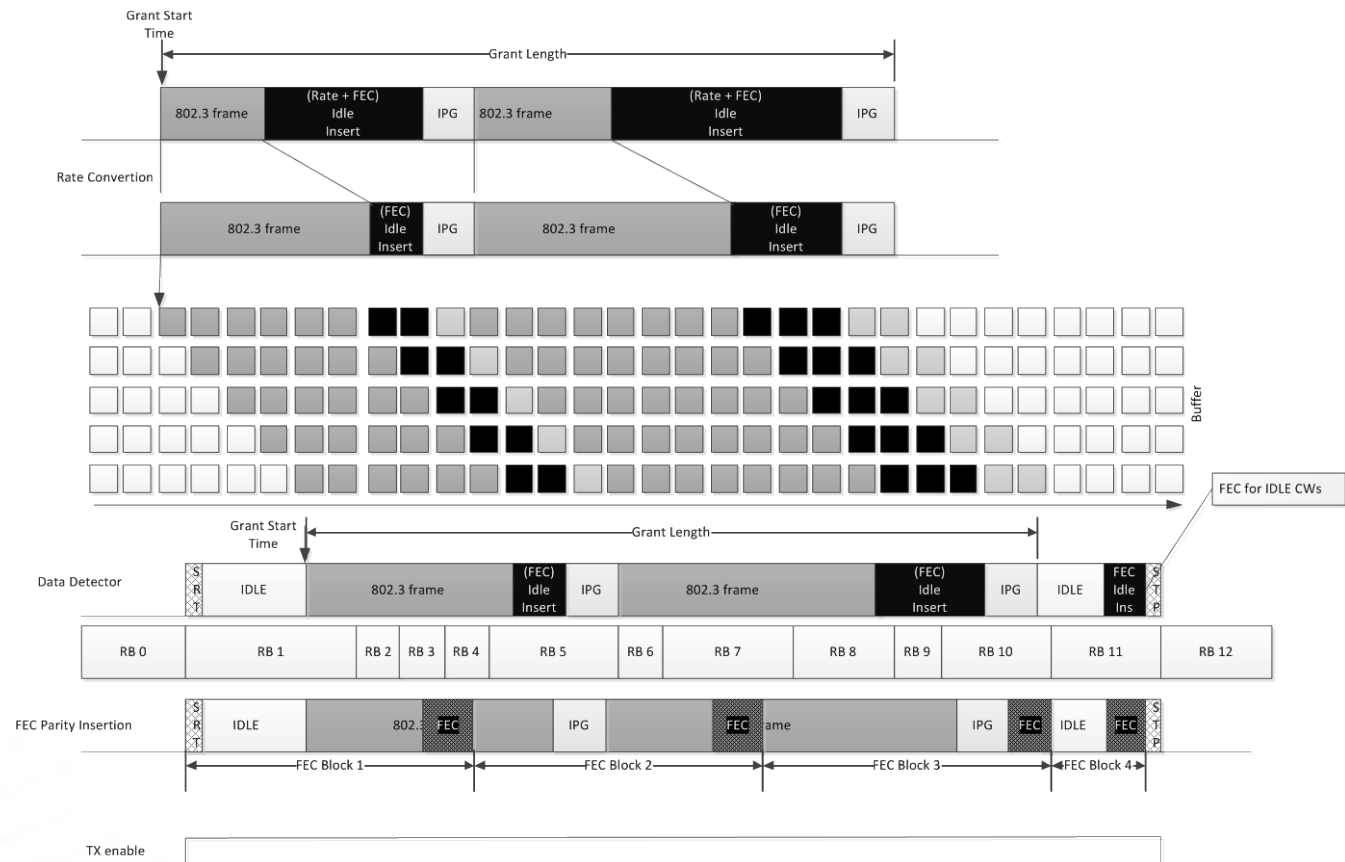 Grant Start
Time
Grant Length
802.3 frame
(Rate + FEC)
Idle
Insert
IPG
802.3 frame
(Rate + FEC)
Idle
Insert
IPG
Rate Convertion
802.3 frame
(FEC)
Idle
Insert
IPG
802.3 frame
(FEC)
Idle
Insert
IPG
Buffer
FEC for IDLE CWs
Grant Start
Time
Grant Length
Data Detector
S
R
T
IDLE
802.3 frame
(FEC)
Idle
Insert
IPG
802.3 frame
(FEC)
Idle
Insert
IPG
IDLE
FEC
Idle
Ins
S
T
P
RB 0
RB 1
RB 2
RB 3
RB 4
RB 5
RB 6
RB 7
RB 8
RB 9
RB 10
RB 11
RB 12
FEC Parity Insertion
S
R
T
IDLE
802.3
FEC
IPG
FEC
ame
IPG
FEC
IDLE
FEC
S
T
P
FEC Block 1
FEC Block 2
FEC Block 3
FEC Block 4
TX enable